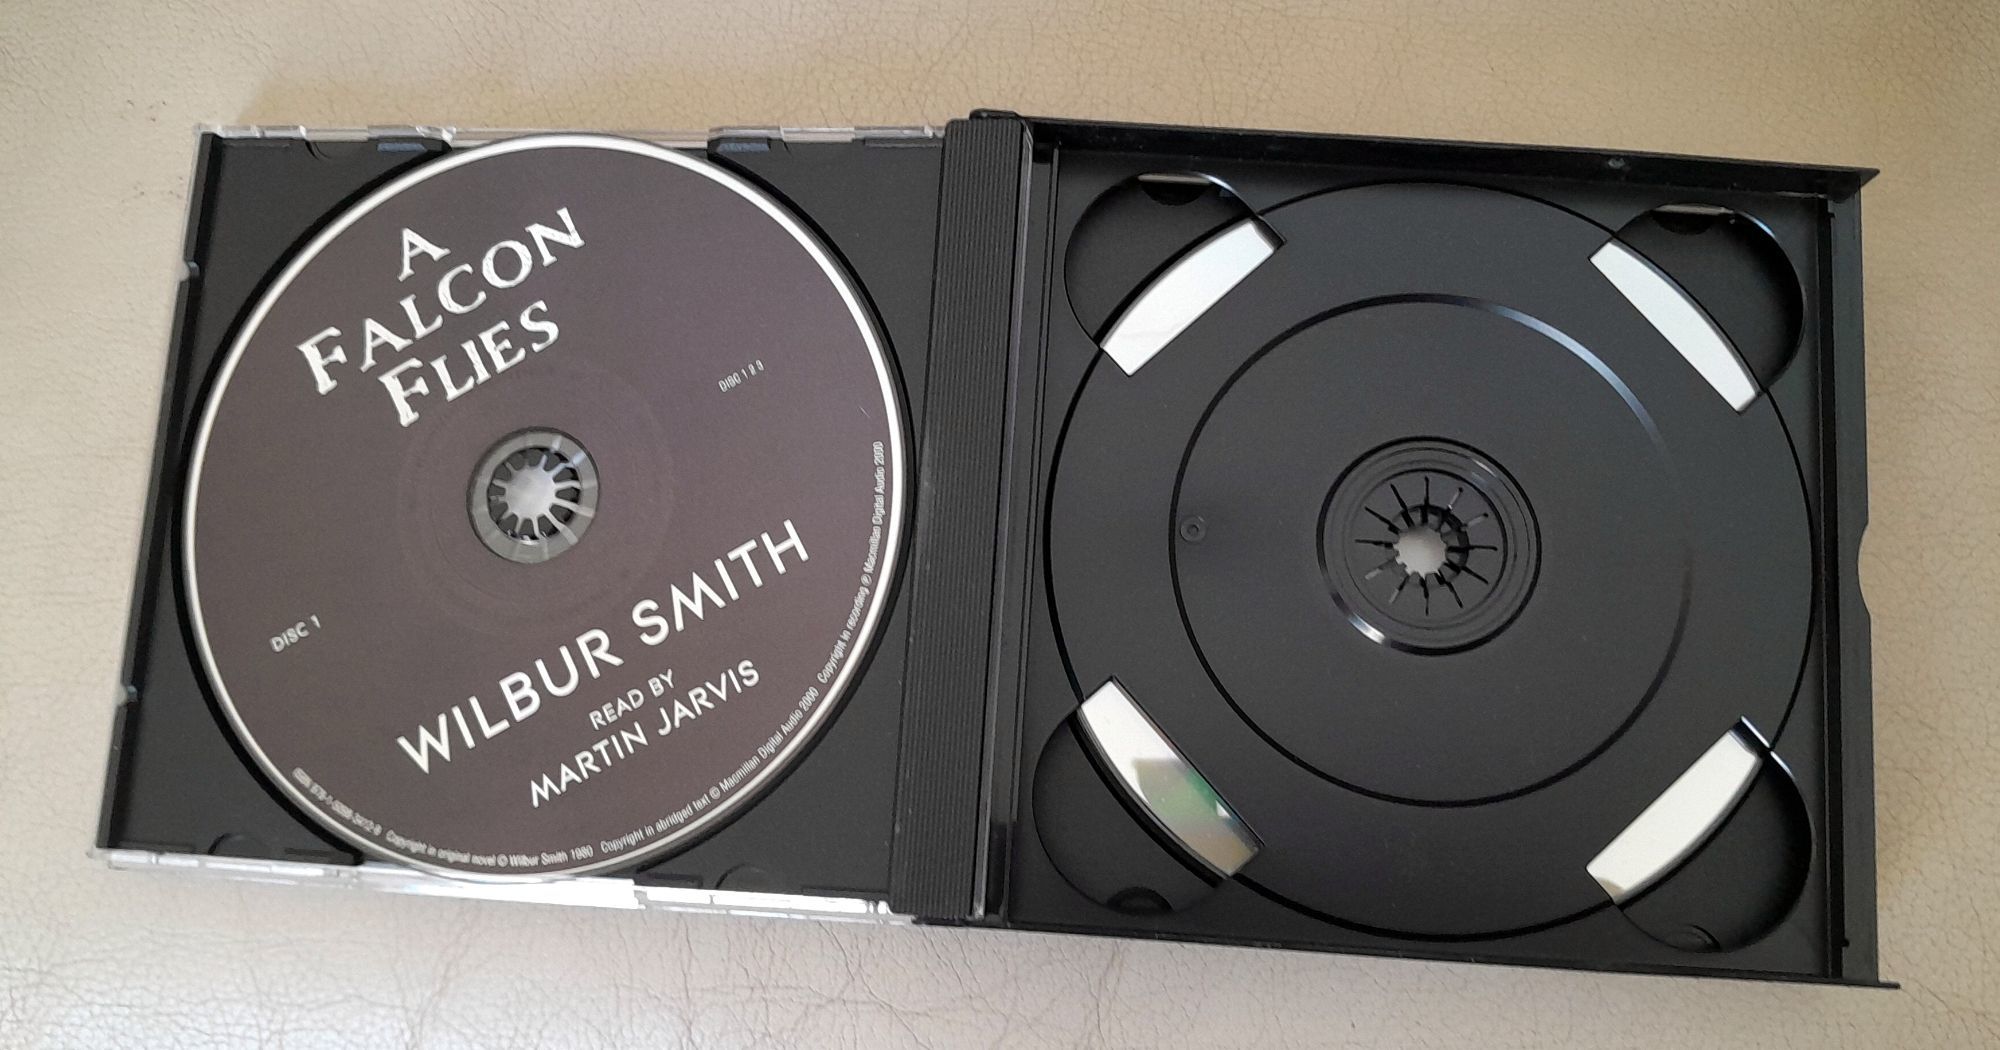 A
FALCON
FLIES
DISC 1 2 3
DISC 1
WILBUR SMITH
READ BY
MARTIN JARVIS
Copyright in original novel © Wilbur Smith 1980 Copyright in abridged text © Macmillan Digital Audio 2000 Copyright in recording ℗ Macmillan Digital Audio 2000